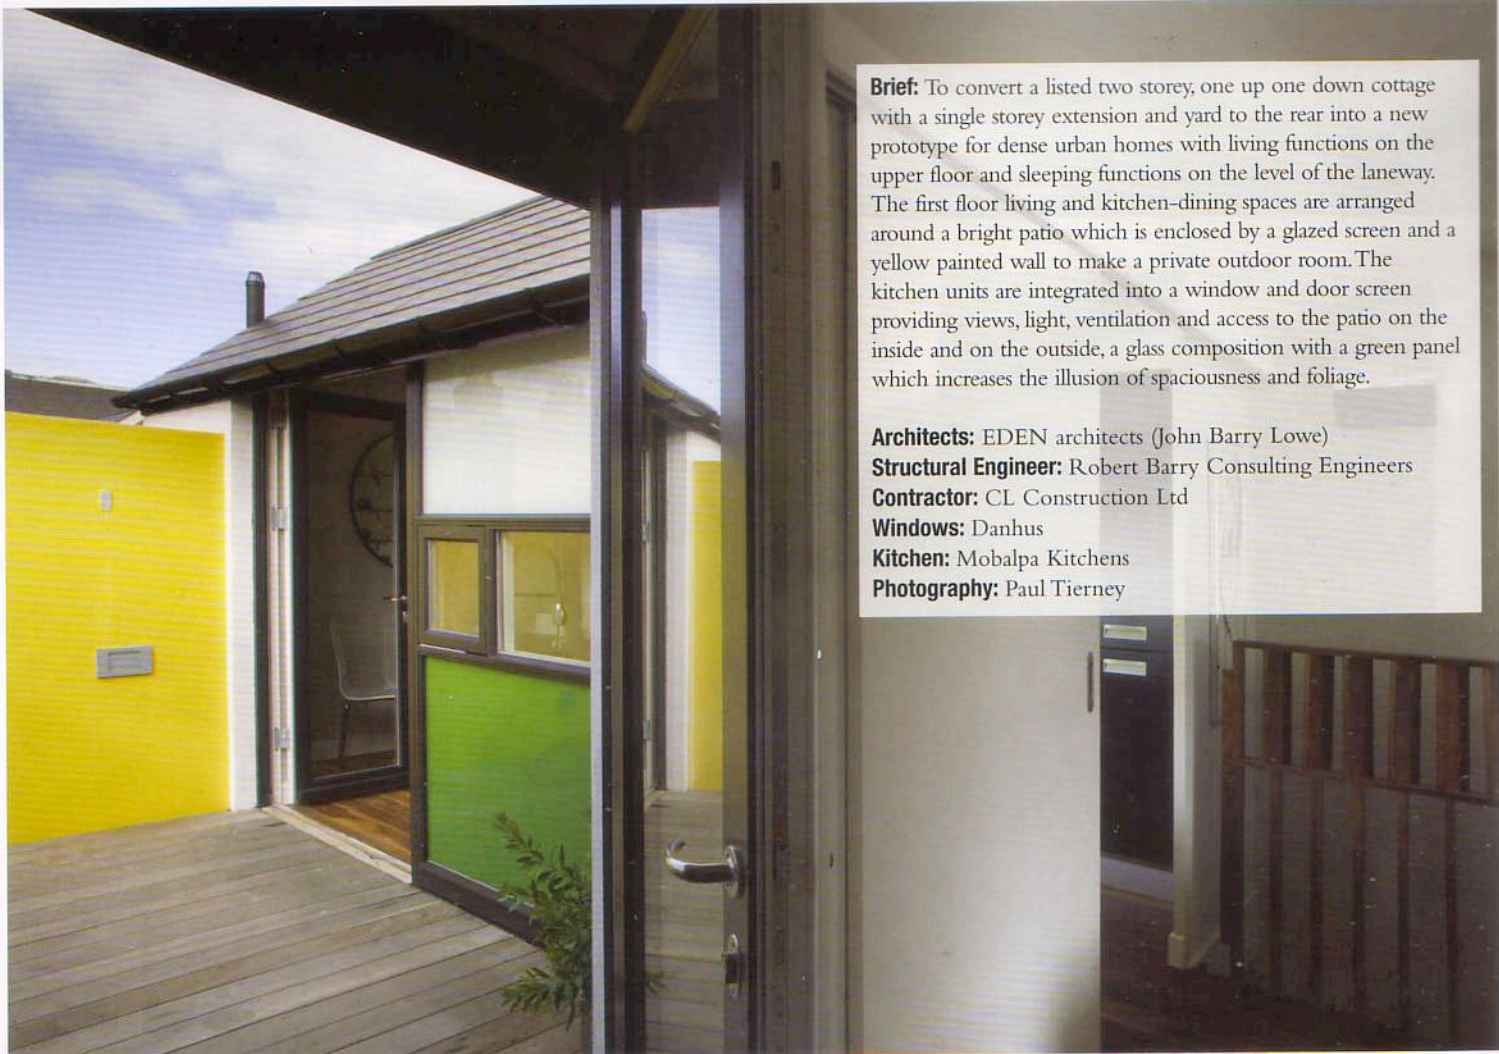 Brief: To convert a listed two storey, one up one down cottage
with a single storey extension and yard to the rear into a new
prototype for dense urban homes with living functions on the
upper floor and sleeping functions on the level of the laneway.
The first floor living and kitchen-dining spaces are arranged
around a bright patio which is enclosed by a glazed screen and a
yellow painted wall to make a private outdoor room. The
kitchen units are integrated into a window and door screen
providing views, light, ventilation and access to the patio on the
inside and on the outside, a glass composition with a green panel
which increases the illusion of spaciousness and foliage.

Architects: EDEN architects (John Barry Lowe)
Structural Engineer: Robert Barry Consulting Engineers
Contractor: CL Construction Ltd
Windows: Danhus
Kitchen: Mobalpa Kitchens
Photography: Paul Tierney